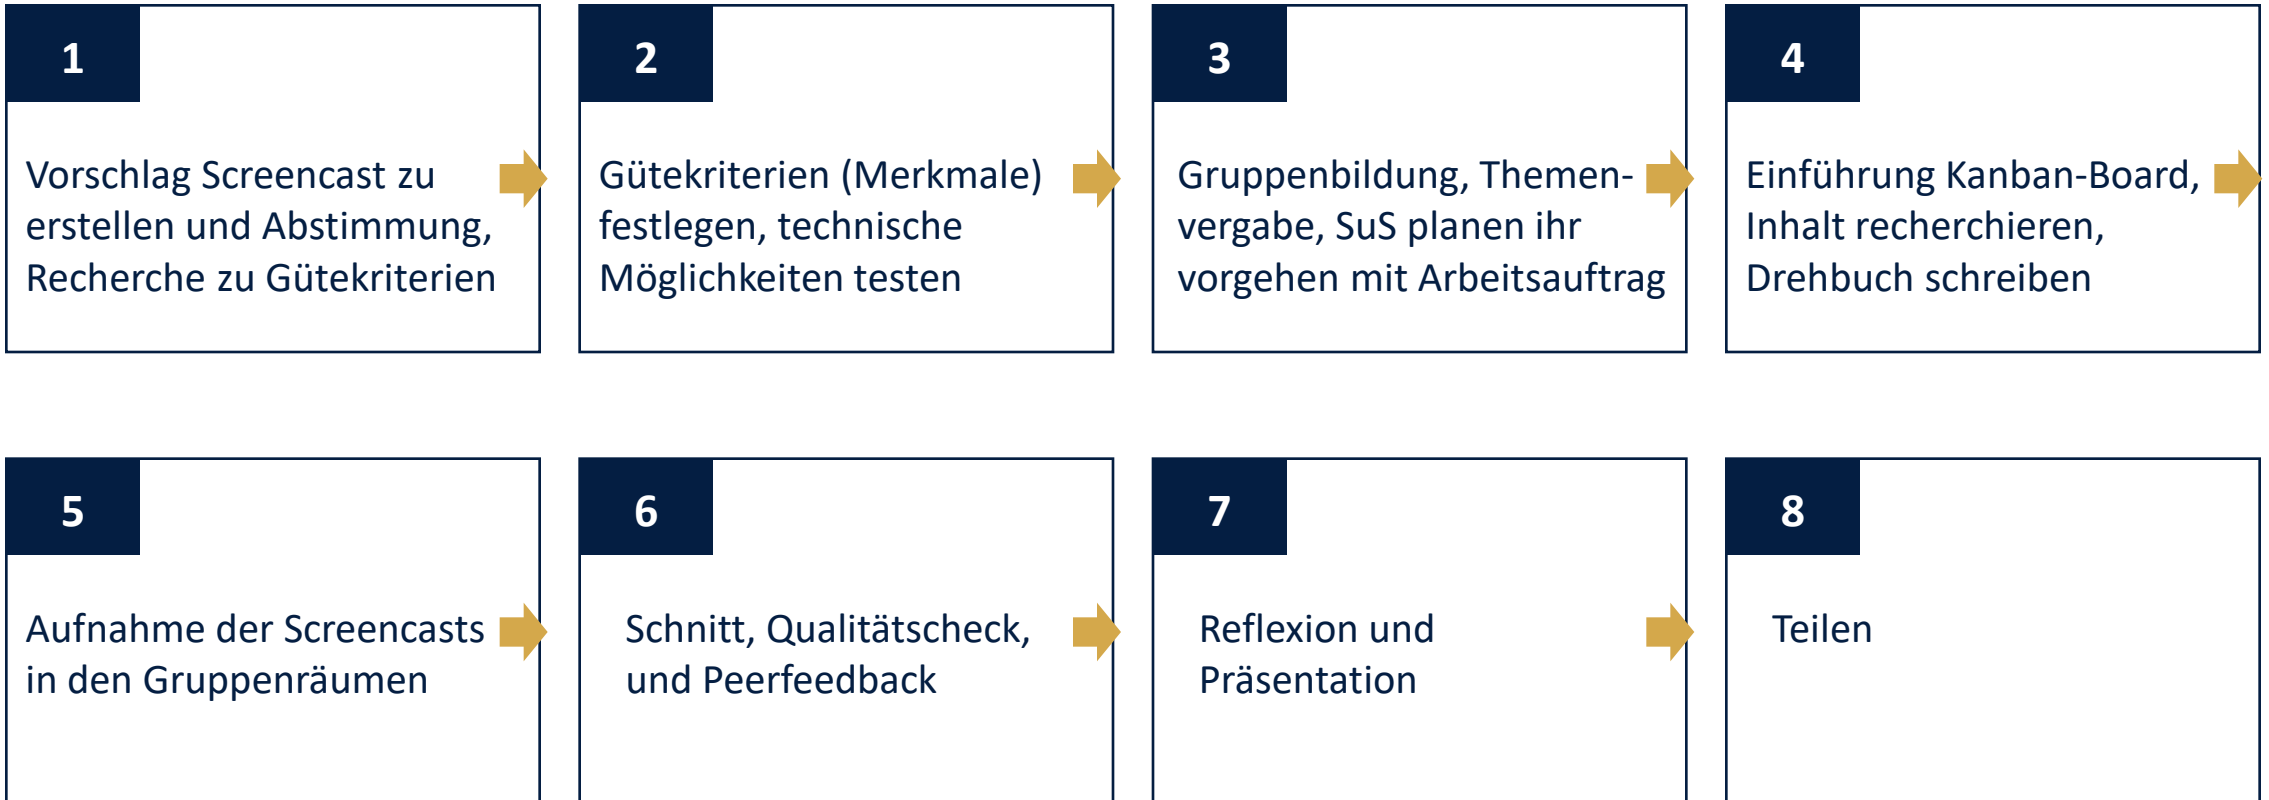 1
Vorschlag Screencast zu
erstellen und Abstimmung,
Recherche zu Gütekriterien
2
Gütekriterien (Merkmale)
festlegen, technische
Möglichkeiten testen
3
Gruppenbildung, Themen-
vergabe, SuS planen ihr
vorgehen mit Arbeitsauftrag
4
Einführung Kanban-Board,
Inhalt recherchieren,
Drehbuch schreiben
5
Aufnahme der Screencasts
in den Gruppenräumen
6
Schnitt, Qualitätscheck,
und Peerfeedback
7
Reflexion und
Präsentation
8
Teilen